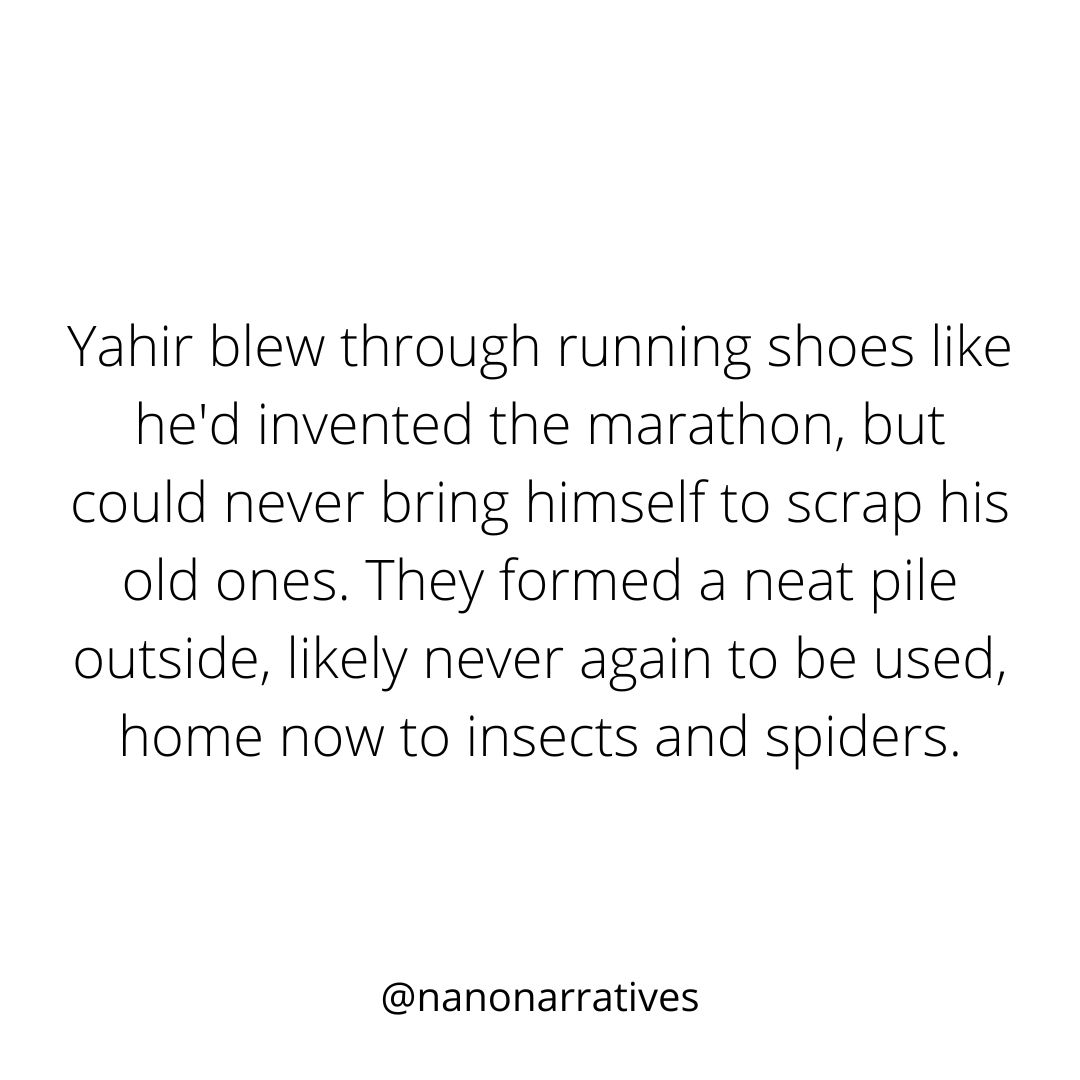 Yahir blew through running shoes like
he'd invented the marathon, but
could never bring himself to scrap his
old ones. They formed a neat pile
outside, likely never again to be used,
home now to insects and spiders.
@nanonarratives